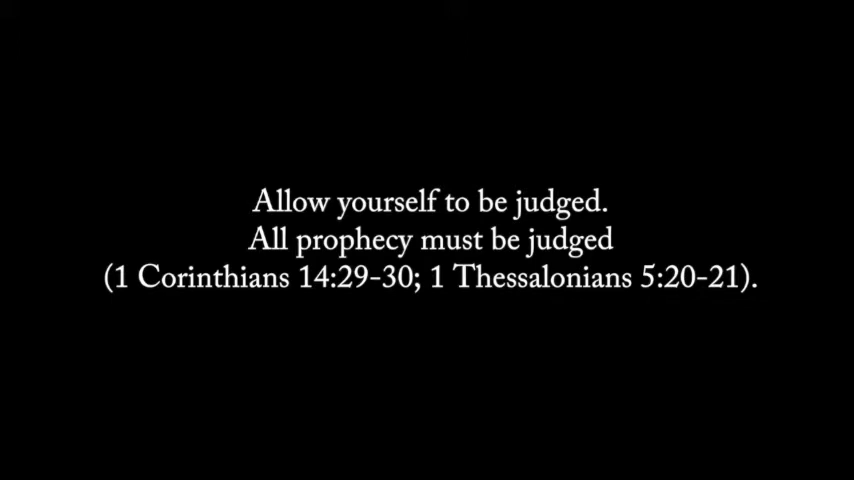 Allow yourself to be judged.
All prophecy must be judged
(1 Corinthians 14:29-30; 1 Thessalonians 5:20-21).